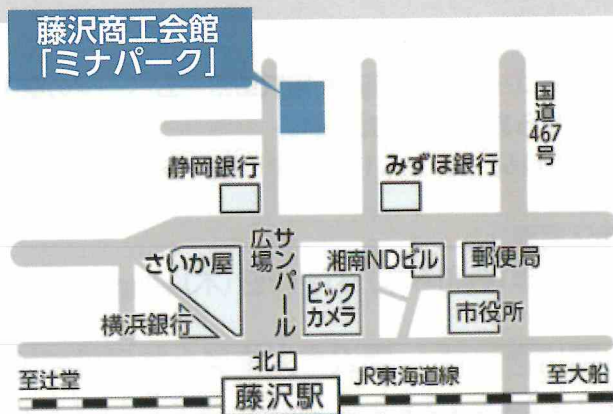 藤沢商工会館
「ミナパーク」
国道467号
静岡銀行
みずほ銀行
サンパール
広場
さいか屋
湘南NDビル
郵便局
ビック
カメラ
横浜銀行
市役所
北口
至辻堂
藤沢駅
JR東海道線
至大船